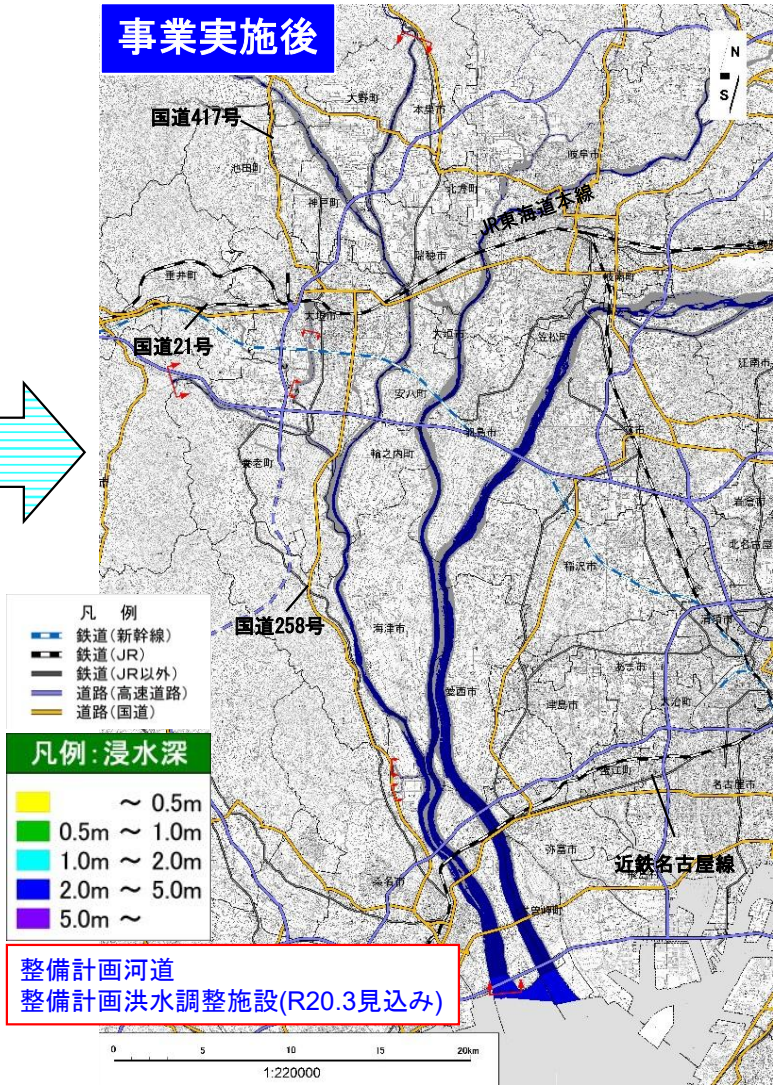 事業実施後
N
S
大野町
本巣市
国道417号
池田町
岐阜市
北方町
神戸町
JR東海道本線
瑞穂市
垂井町
岐南町
大垣市
大垣市
笠松町
国道21号
江南市
安八町
羽島市
輪之内町
養老町
岩倉市
北名古屋
稲沢市
国道258号
海津市
清須市
あま市
愛西市
津島市
大治町
蟹江町
名古屋市
弥富市
近鉄名古屋線
桑名市
木曽岬町
凡 例
鉄道(新幹線)
鉄道(JR)
鉄道(JR以外)
道路(高速道路)
道路(国道)
凡例:浸水深
~ 0.5m
0.5m ~ 1.0m
1.0m ~ 2.0m
2.0m ~ 5.0m
5.0m ~
整備計画河道
整備計画洪水調整施設(R20.3見込み)
0 5 10 15 20km
1:220000